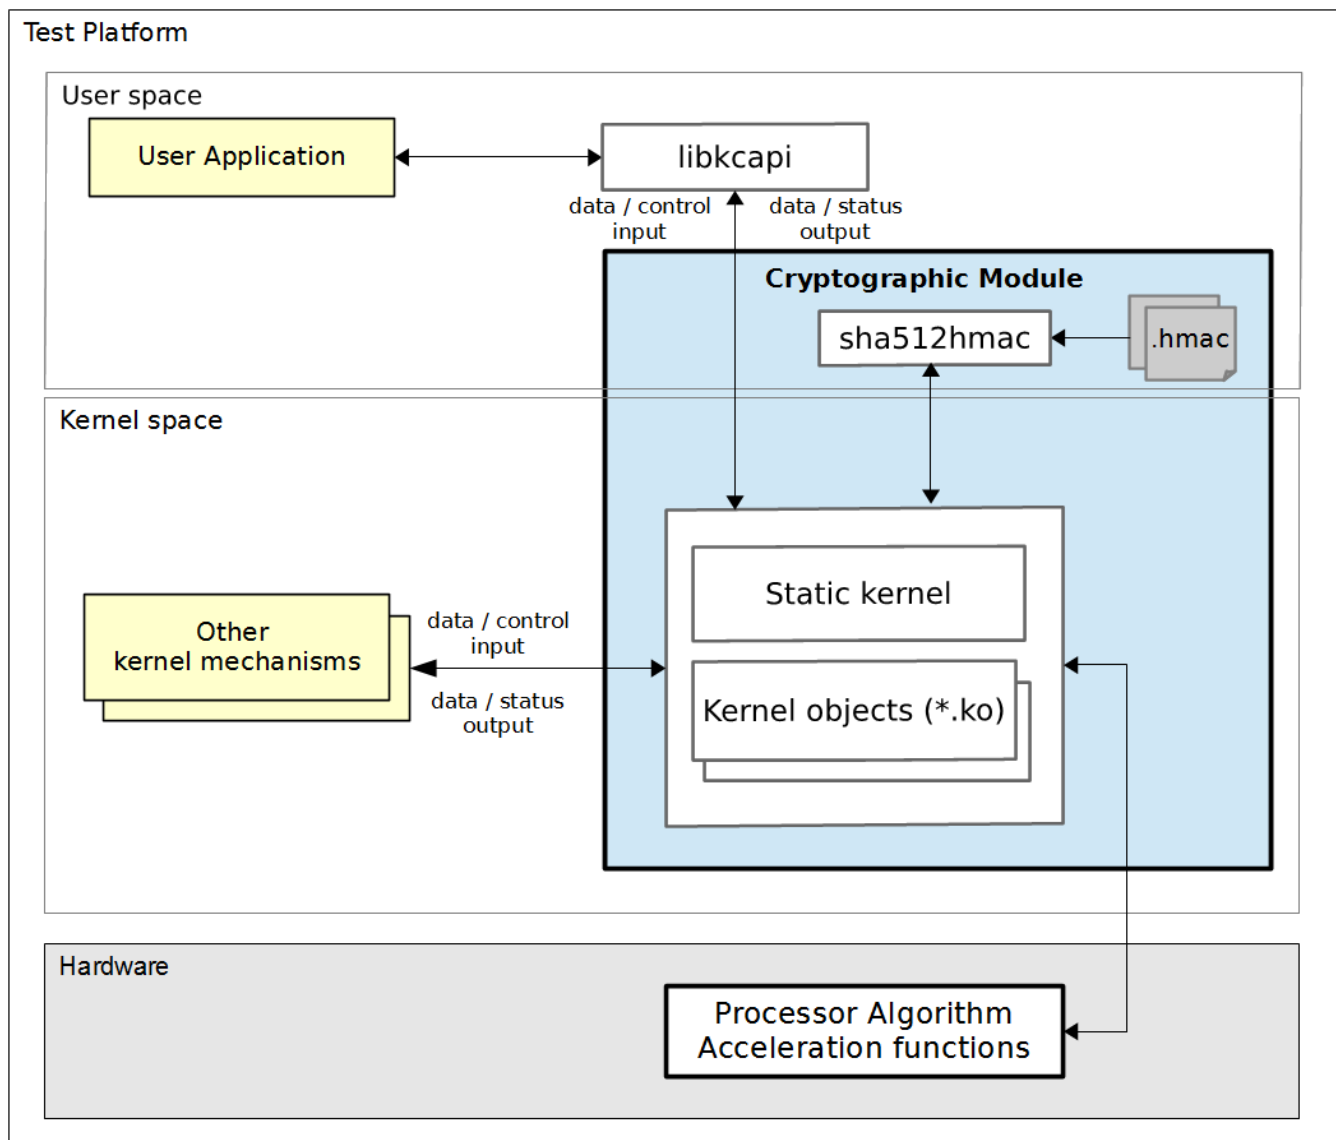 Test Platform
User space
User Application
libkcapi
data / control
input
data / status
output
Cryptographic Module
sha512hmac
.hmac
Kernel space
Static kernel
Other
kernel mechanisms
data / control
input
data / status
output
Kernel objects (*.ko)
Hardware
Processor Algorithm
Acceleration functions